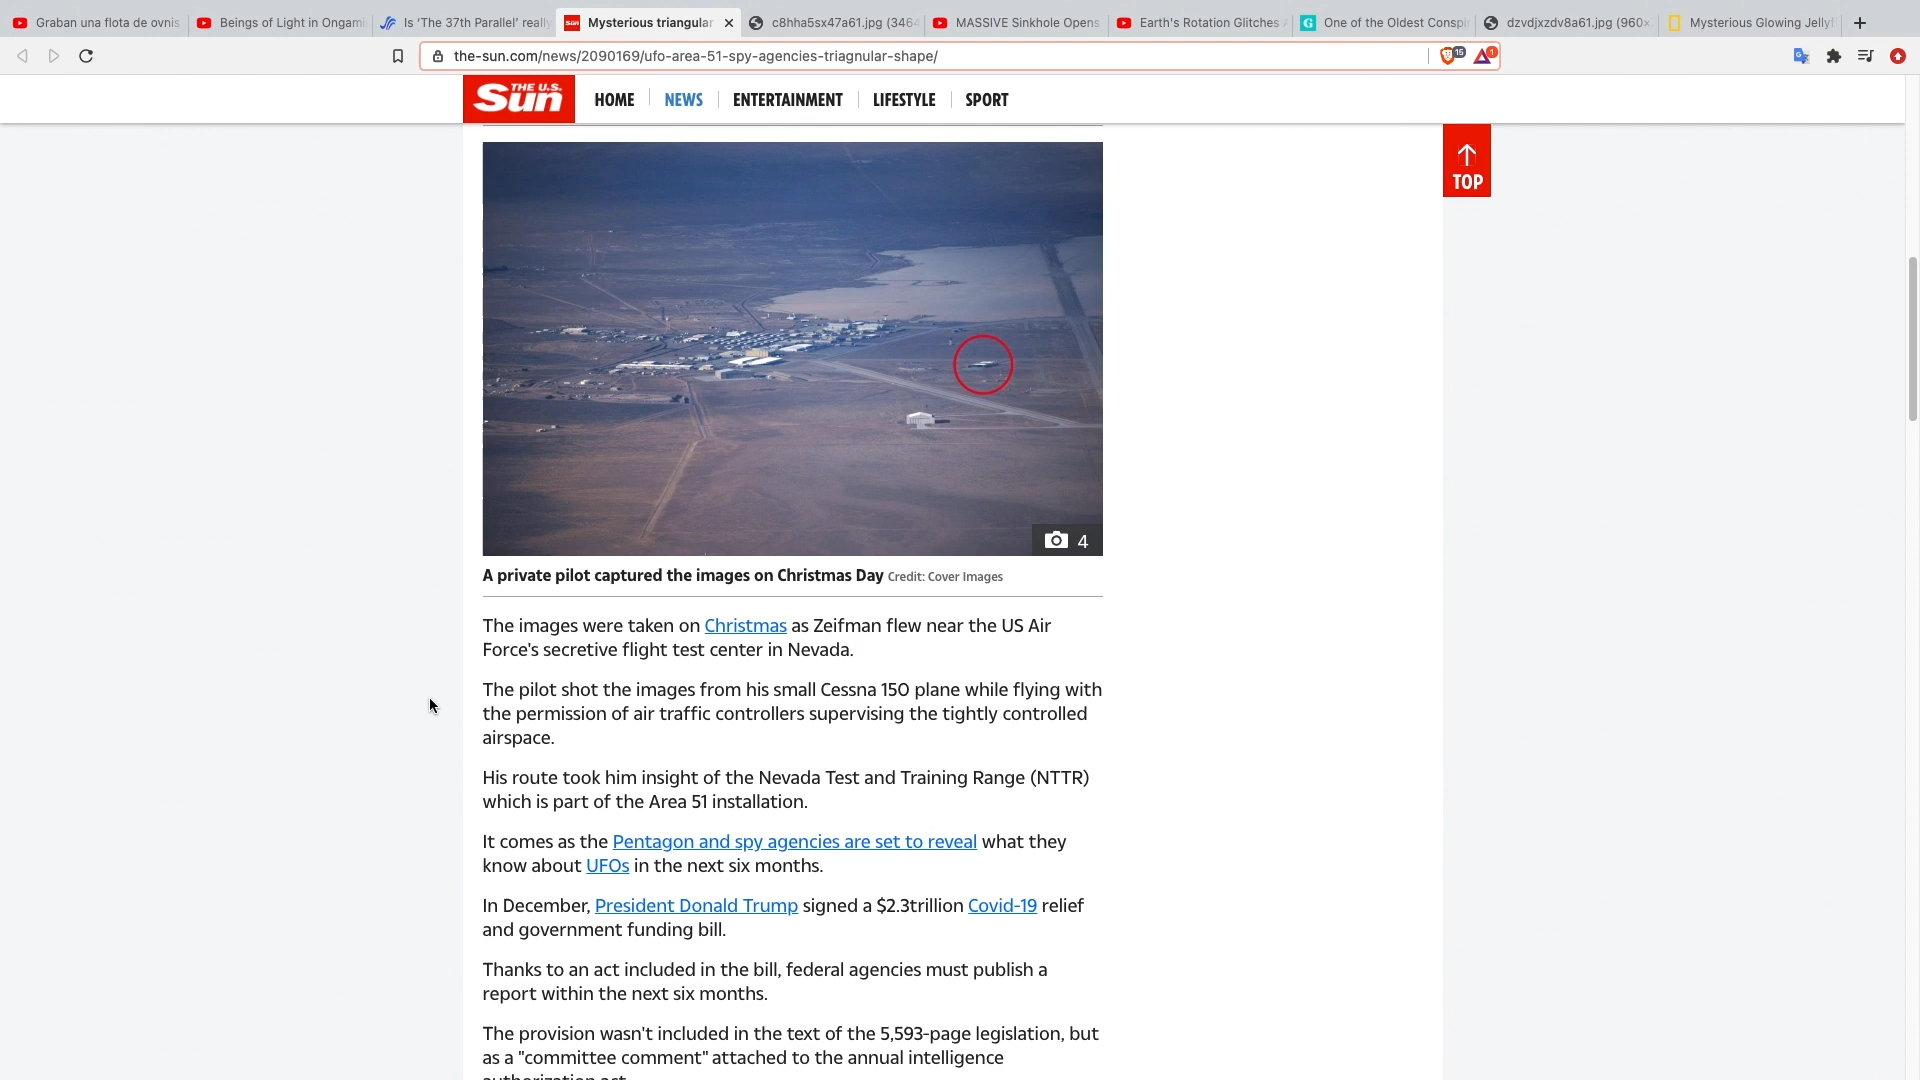 Graban una flota de ovnis
Beings of Light in Ongami
Is ‘The 37th Parallel’ really
Mysterious triangular
c8hha5sx47a61.jpg (3464
MASSIVE Sinkhole Opens
Earth's Rotation Glitches
One of the Oldest Conspi
dzvdjxzdv8a61.jpg (960×
Mysterious Glowing Jellyf
the-sun.com/news/2090169/ufo-area-51-spy-agencies-triagnular-shape/
15
1
THE U.S. Sun
HOME
NEWS
ENTERTAINMENT
LIFESTYLE
SPORT
TOP
4
A private pilot captured the images on Christmas Day Credit: Cover Images
The images were taken on Christmas as Zeifman flew near the US Air
Force's secretive flight test center in Nevada.
The pilot shot the images from his small Cessna 150 plane while flying with
the permission of air traffic controllers supervising the tightly controlled
airspace.
His route took him insight of the Nevada Test and Training Range (NTTR)
which is part of the Area 51 installation.
It comes as the Pentagon and spy agencies are set to reveal what they
know about UFOs in the next six months.
In December, President Donald Trump signed a $2.3trillion Covid-19 relief
and government funding bill.
Thanks to an act included in the bill, federal agencies must publish a
report within the next six months.
The provision wasn't included in the text of the 5,593-page legislation, but
as a "committee comment" attached to the annual intelligence
authorization act.